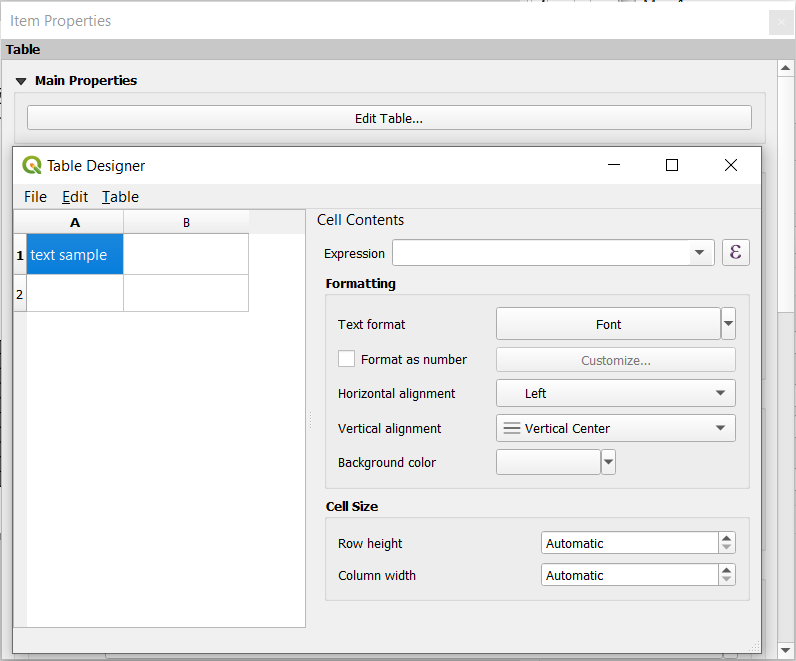 Item Properties
Table
Main Properties
Edit Table...
Table Designer
File Edit Table
A B
1 text sample
2
Cell Contents
Expression
ε
Formatting
Text format Font
Format as number Customize...
Horizontal alignment Left
Vertical alignment Vertical Center
Background color
Cell Size
Row height Automatic
Column width Automatic